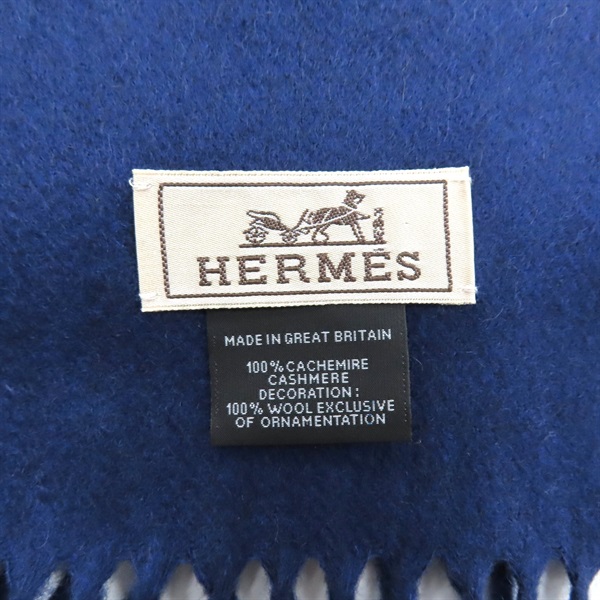 HERMÈS
MADE IN GREAT BRITAIN
100% CACHEMIRE
CASHMERE
DECORATION :
100% WOOL EXCLUSIVE
OF ORNAMENTATION